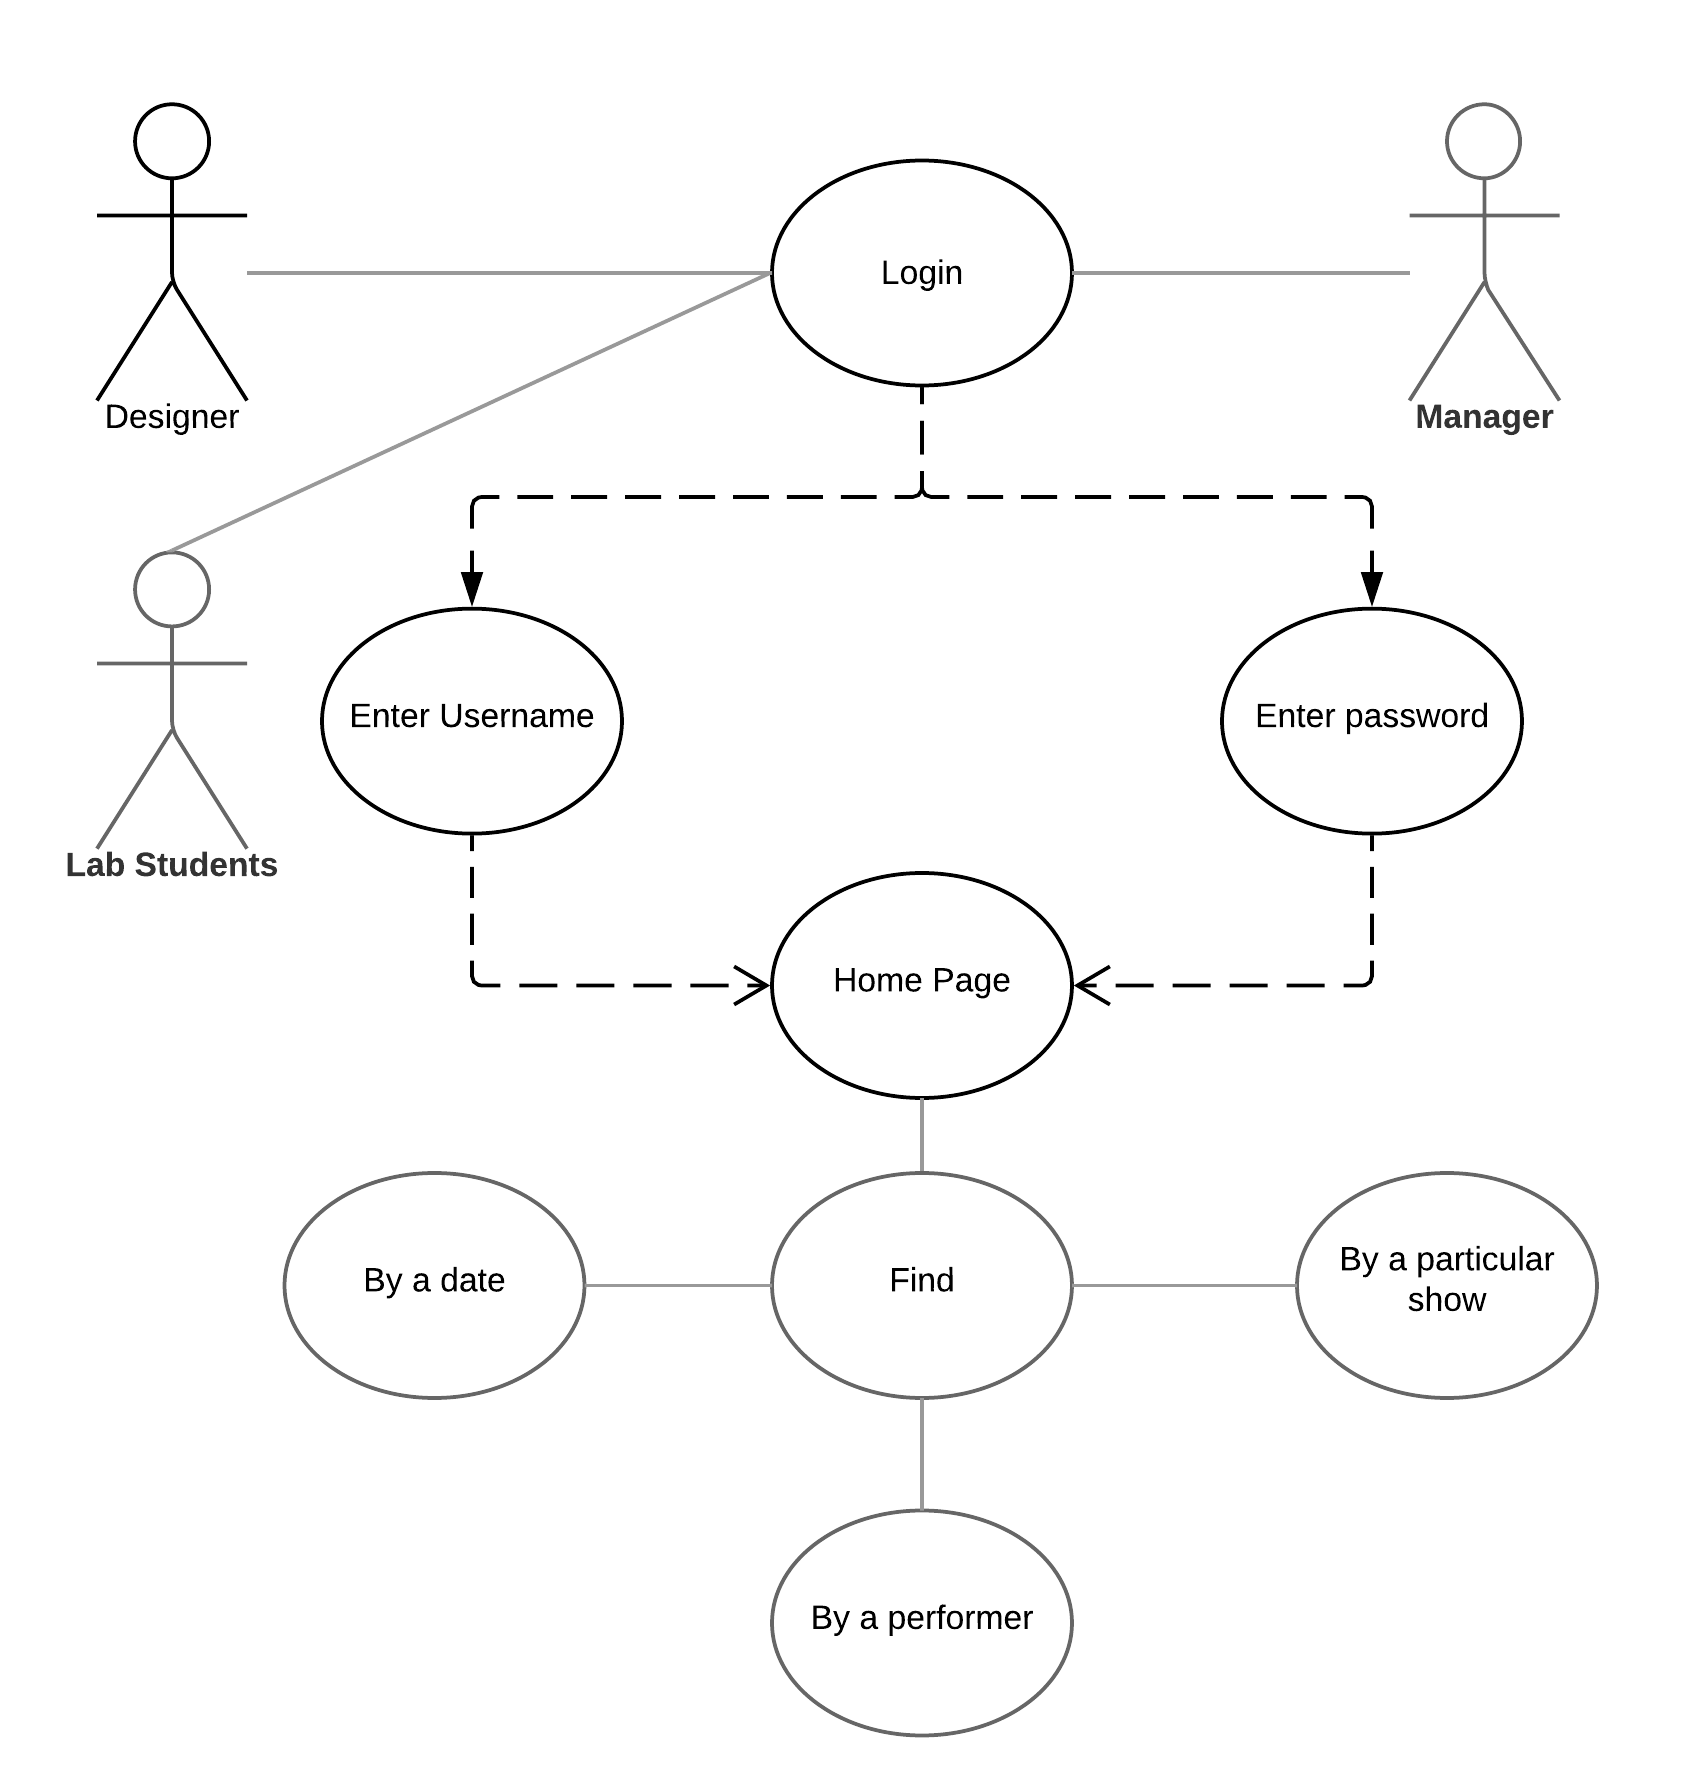 Login
Designer
Manager
Enter Username
Enter password
Lab Students
Home Page
By a date
Find
By a particular
show
By a performer